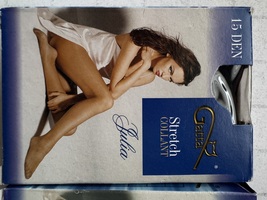 15 DEN
Gatta
Stretch
COLLANT
Julia